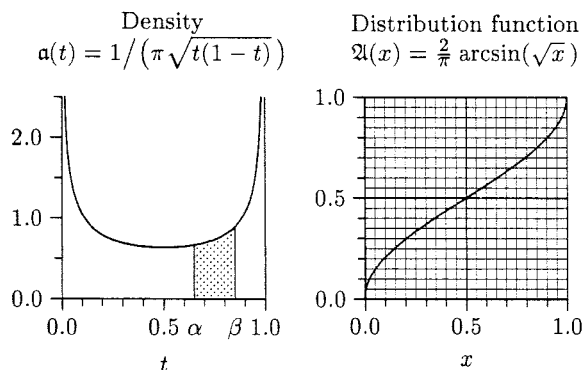 Density
𝔞(t) = 1/(π√t(1 − t))
2.0
1.0
0.0
0.0 0.5 α β 1.0
t
Distribution function
𝔄(x) = 2/π arcsin(√x)
1.0
0.5
0.0
0.0 0.5 1.0
x